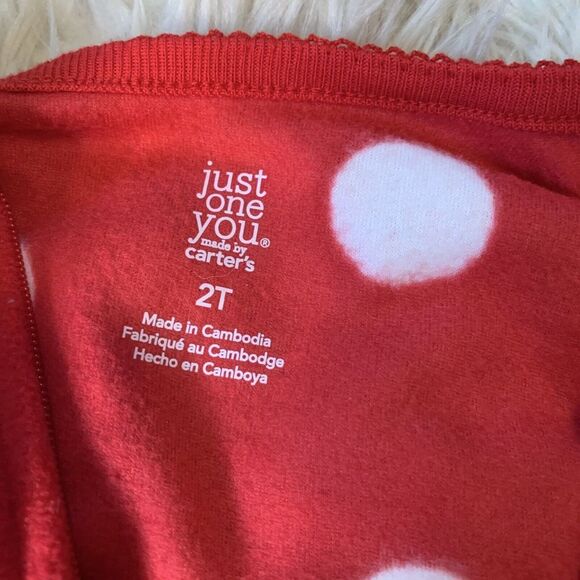 just
one
you®
made by
carter's
2T
Made in Cambodia
Fabriqué au Cambodge
Hecho en Camboya